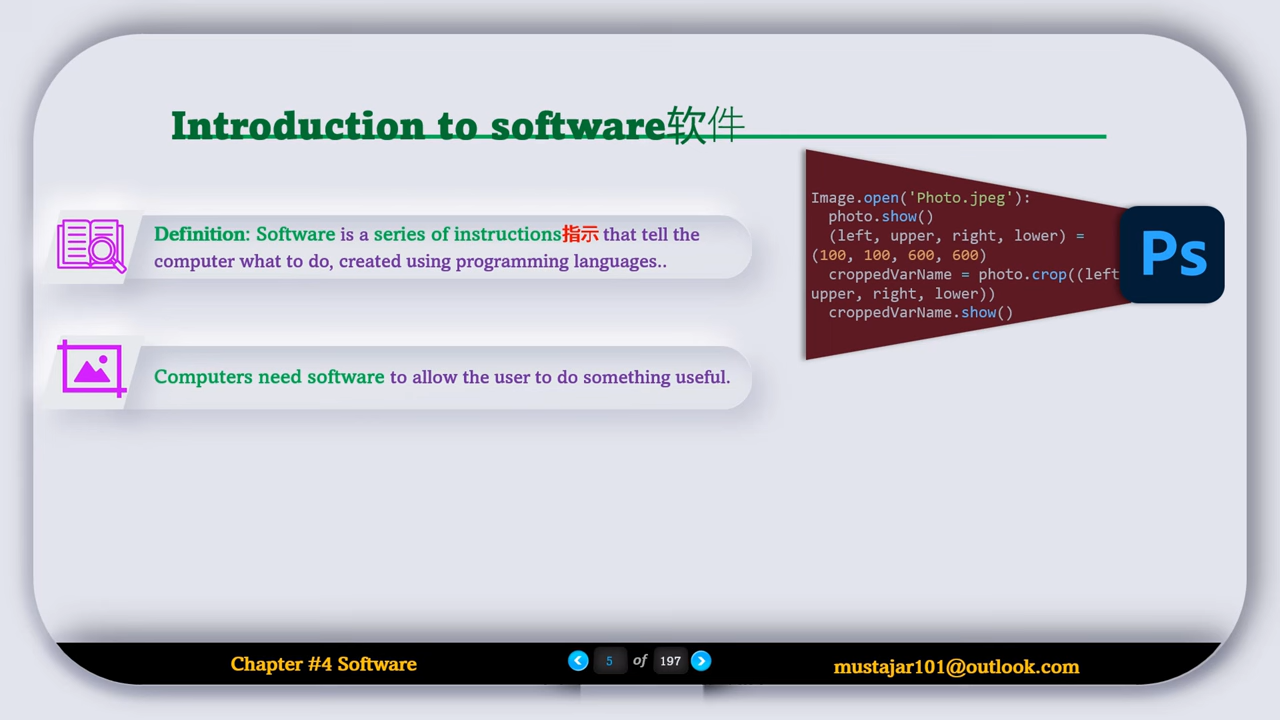 Introduction to software软件
Definition: Software is a series of instructions指示 that tell the
computer what to do, created using programming languages..
Computers need software to allow the user to do something useful.
Image.open('Photo.jpeg'):
photo.show()
(left, upper, right, lower) =
(100, 100, 600, 600)
croppedVarName = photo.crop((left
upper, right, lower))
croppedVarName.show()
Ps
Chapter #4 Software
5 of 197
mustajar101@outlook.com